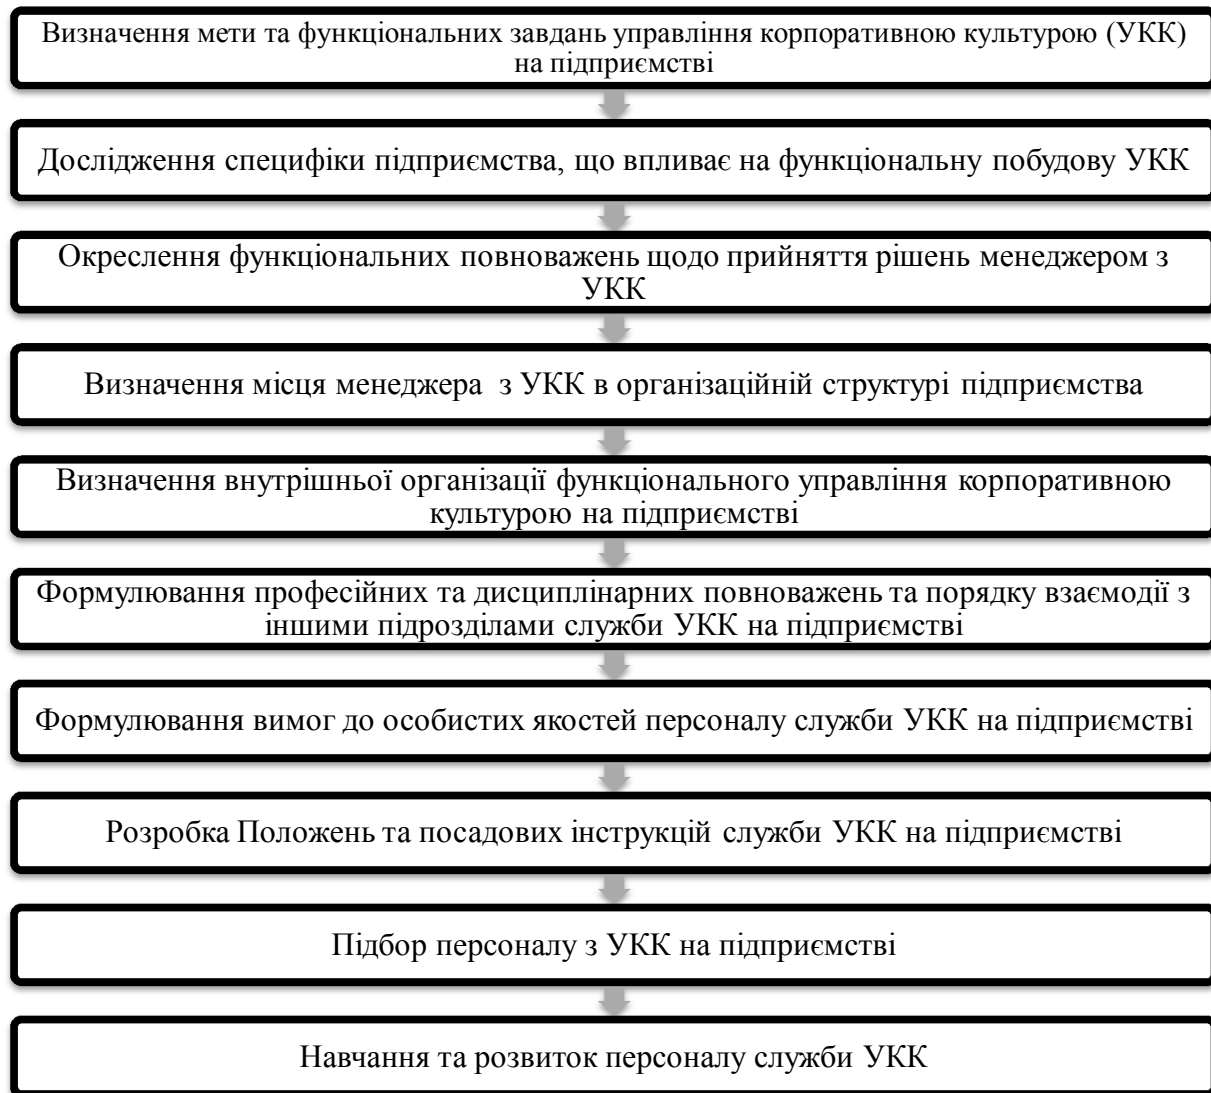 Визначення мети та функціональних завдань управління корпоративною культурою (УКК)
на підприємстві
Дослідження специфіки підприємства, що впливає на функціональну побудову УКК
Окреслення функціональних повноважень щодо прийняття рішень менеджером з
УКК
Визначення місця менеджера  з УКК в організаційній структурі підприємства
Визначення внутрішньої організації функціонального управління корпоративною
культурою на підприємстві
Формулювання професійних та дисциплінарних повноважень та порядку взаємодії з
іншими підрозділами служби УКК на підприємстві
Формулювання вимог до особистих якостей персоналу служби УКК на підприємстві
Розробка Положень та посадових інструкцій служби УКК на підприємстві
Підбор персоналу з УКК на підприємстві
Навчання та розвиток персоналу служби УКК